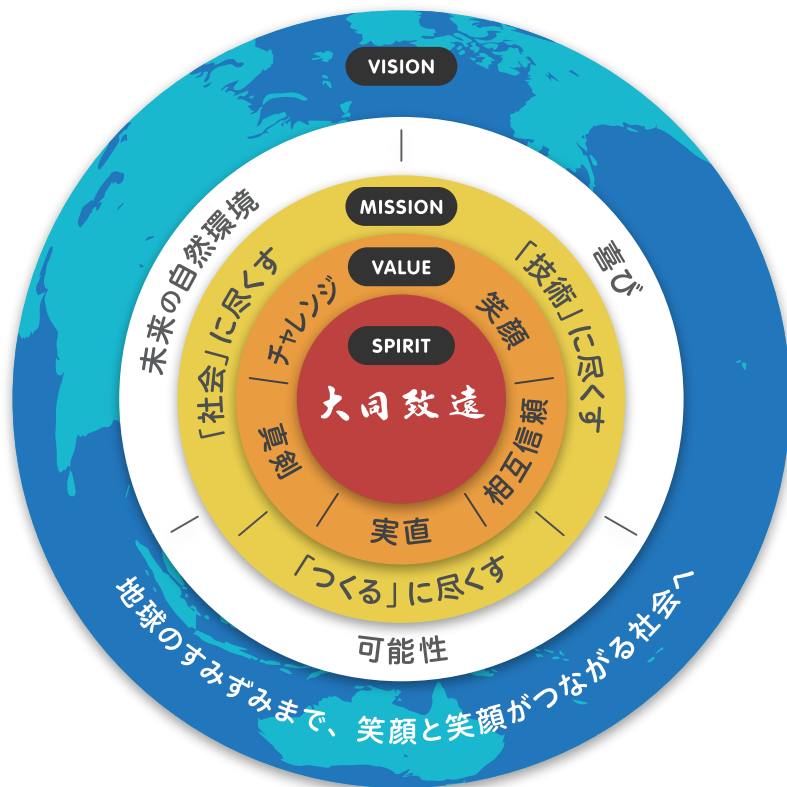 VISION
未来の自然環境
喜び
可能性
地球のすみずみまで、笑顔と笑顔がつながる社会へ
MISSION
「社会」に尽くす
「技術」に尽くす
「つくる」に尽くす
VALUE
チャレンジ
笑顔
相互信頼
実直
真剣
SPIRIT
大同致遠